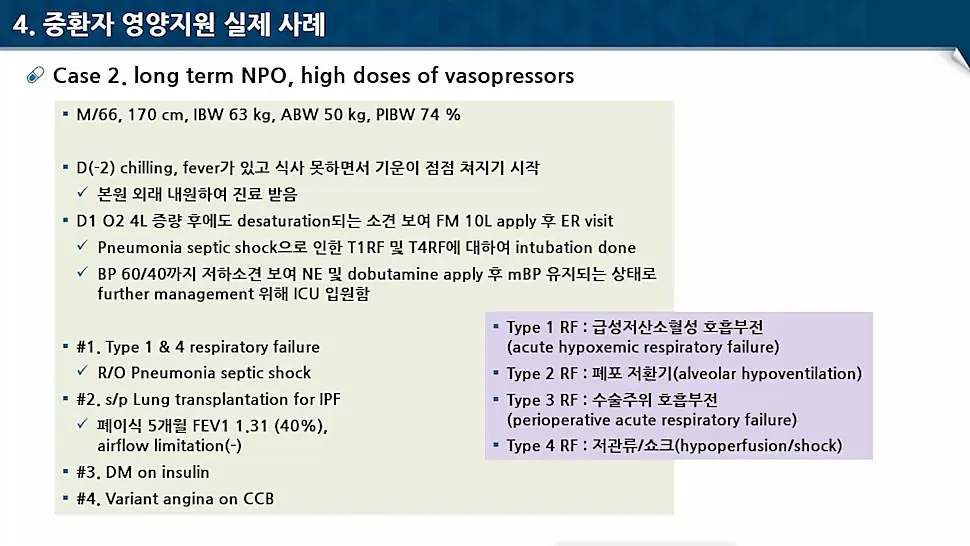 4. 중환자 영양지원 실제 사례
Case 2. long term NPO, high doses of vasopressors
▪ M/66, 170 cm, IBW 63 kg, ABW 50 kg, PIBW 74 %
▪ D(-2) chilling, fever가 있고 식사 못하면서 기운이 점점 쳐지기 시작
✓ 본원 외래 내원하여 진료 받음
▪ D1 O2 4L 증량 후에도 desaturation되는 소견 보여 FM 10L apply 후 ER visit
✓ Pneumonia septic shock으로 인한 T1RF 및 T4RF에 대하여 intubation done
✓ BP 60/40까지 저하소견 보여 NE 및 dobutamine apply 후 mBP 유지되는 상태로
further management 위해 ICU 입원함
▪ #1. Type 1 & 4 respiratory failure
✓ R/O Pneumonia septic shock
▪ #2. s/p Lung transplantation for IPF
✓ 폐이식 5개월 FEV1 1.31 (40%),
airflow limitation(-)
▪ #3. DM on insulin
▪ #4. Variant angina on CCB
▪ Type 1 RF : 급성저산소혈성 호흡부전
(acute hypoxemic respiratory failure)
▪ Type 2 RF : 폐포 저환기(alveolar hypoventilation)
▪ Type 3 RF : 수술주위 호흡부전
(perioperative acute respiratory failure)
▪ Type 4 RF : 저관류/쇼크(hypoperfusion/shock)